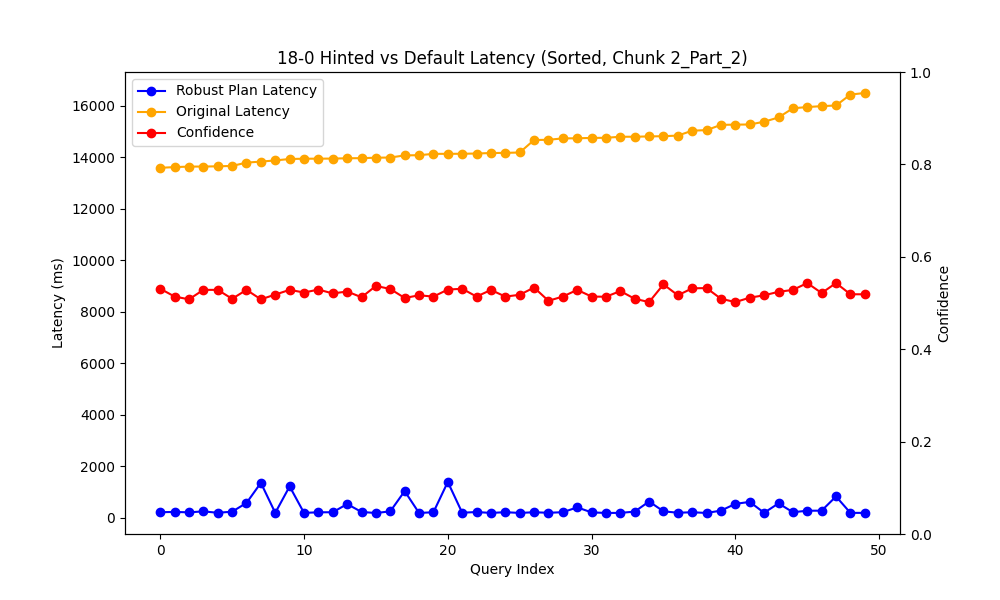 18-0 Hinted vs Default Latency (Sorted, Chunk 2_Part_2)
Robust Plan Latency
Original Latency
Confidence
16000
14000
12000
10000
8000
6000
4000
2000
0
Latency (ms)
1.0
0.8
0.6
0.4
0.2
0.0
Confidence
0 10 20 30 40 50
Query Index